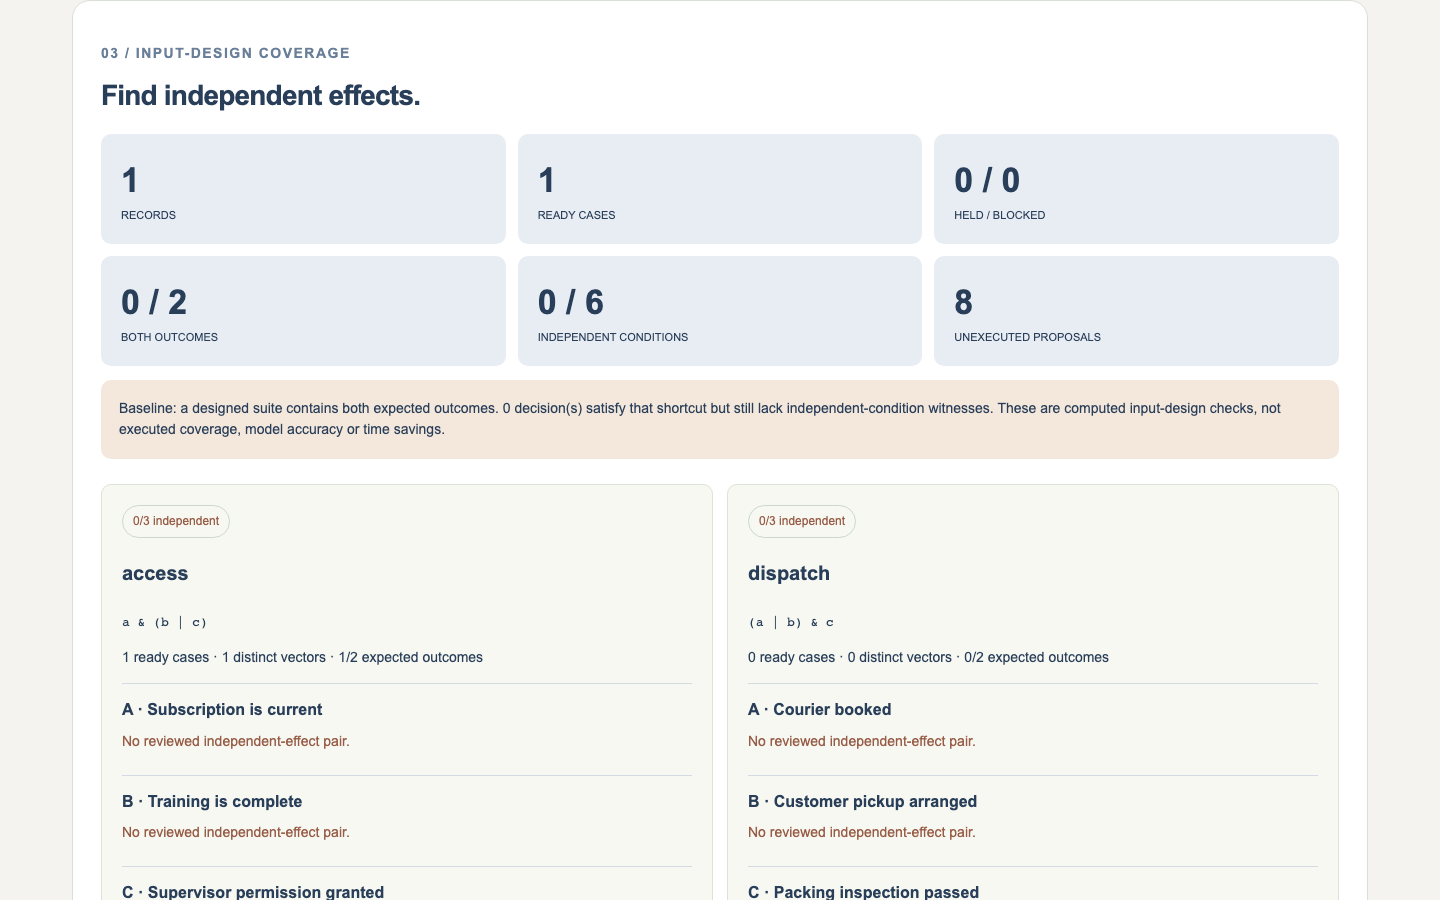 03 / INPUT-DESIGN COVERAGE
Find independent effects.
1
RECORDS
1
READY CASES
0 / 0
HELD / BLOCKED
0 / 2
BOTH OUTCOMES
0 / 6
INDEPENDENT CONDITIONS
8
UNEXECUTED PROPOSALS
Baseline: a designed suite contains both expected outcomes. 0 decision(s) satisfy that shortcut but still lack independent-condition witnesses. These are computed input-design checks, not
executed coverage, model accuracy or time savings.
0/3 independent
access
a & (b | c)
1 ready cases · 1 distinct vectors · 1/2 expected outcomes
A · Subscription is current
No reviewed independent-effect pair.
B · Training is complete
No reviewed independent-effect pair.
C · Supervisor permission granted
0/3 independent
dispatch
(a | b) & c
0 ready cases · 0 distinct vectors · 0/2 expected outcomes
A · Courier booked
No reviewed independent-effect pair.
B · Customer pickup arranged
No reviewed independent-effect pair.
C · Packing inspection passed